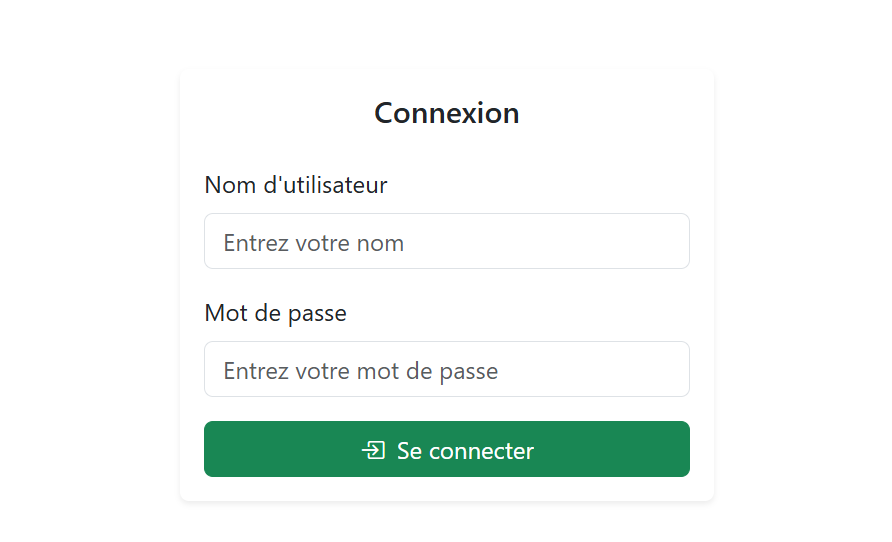 Connexion
Nom d'utilisateur
Entrez votre nom
Mot de passe
Entrez votre mot de passe
Se connecter